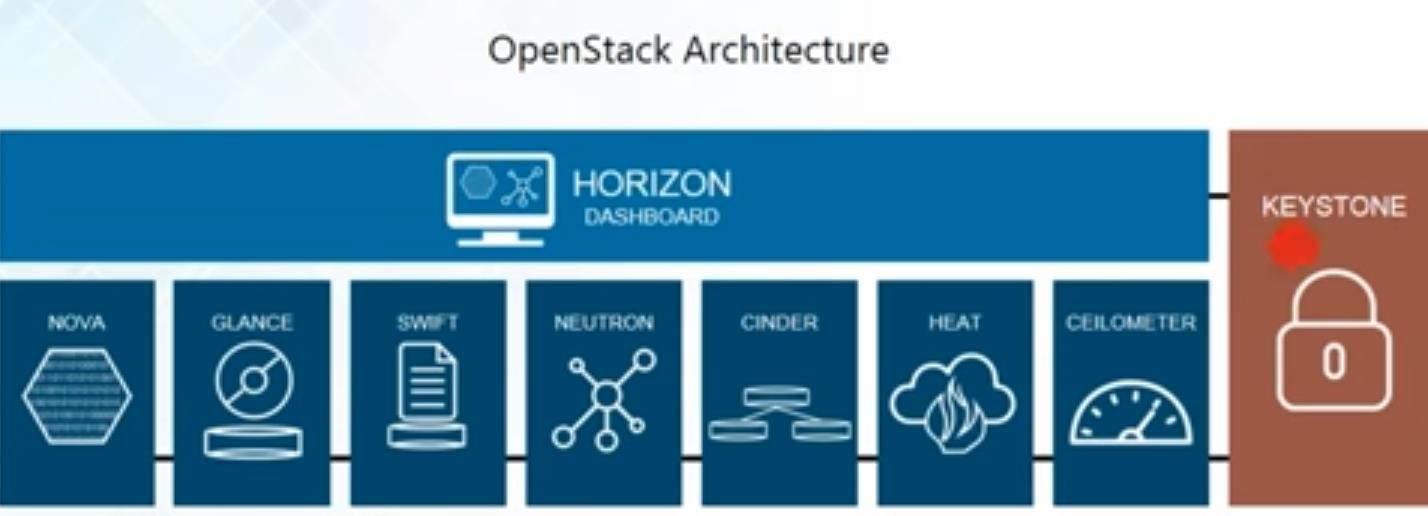 OpenStack Architecture
HORIZON
DASHBOARD
KEYSTONE
NOVA
GLANCE
SWIFT
NEUTRON
CINDER
HEAT
CEILOMETER
0